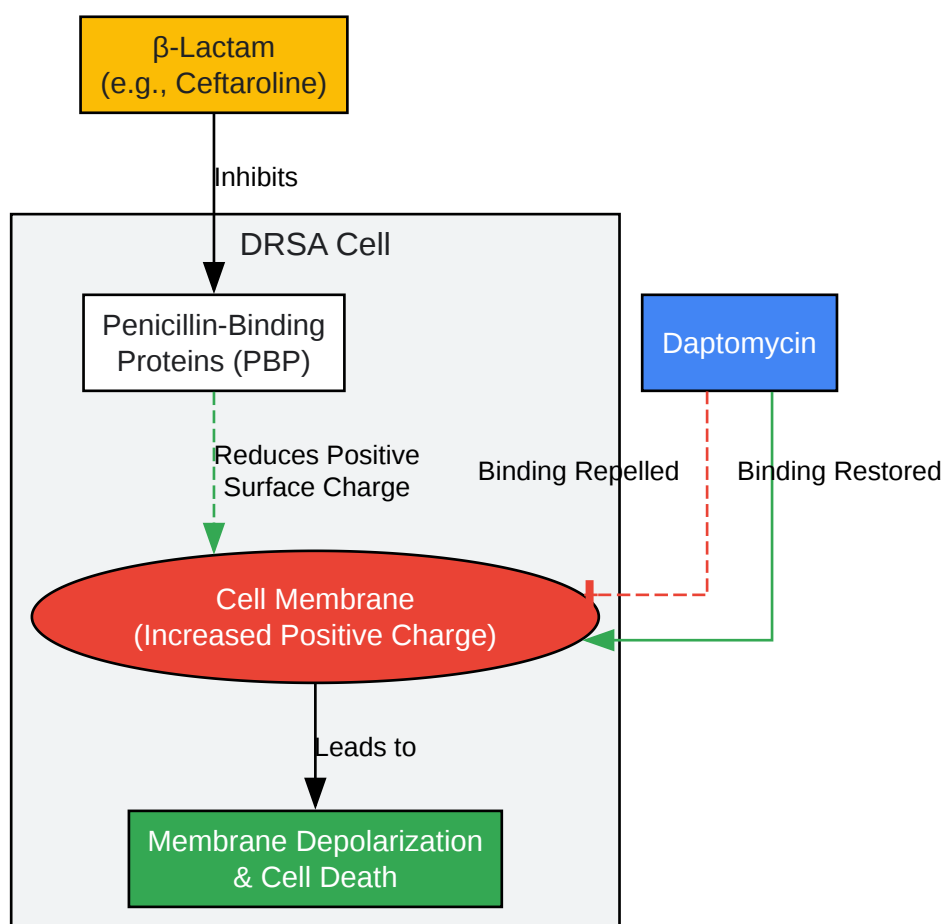 β-Lactam
(e.g., Ceftaroline)
Inhibits
DRSA Cell
Penicillin-Binding
Proteins (PBP)
Daptomycin
Reduces Positive
Surface Charge
Binding Repelled
Binding Restored
Cell Membrane
(Increased Positive Charge)
Leads to
Membrane Depolarization
& Cell Death